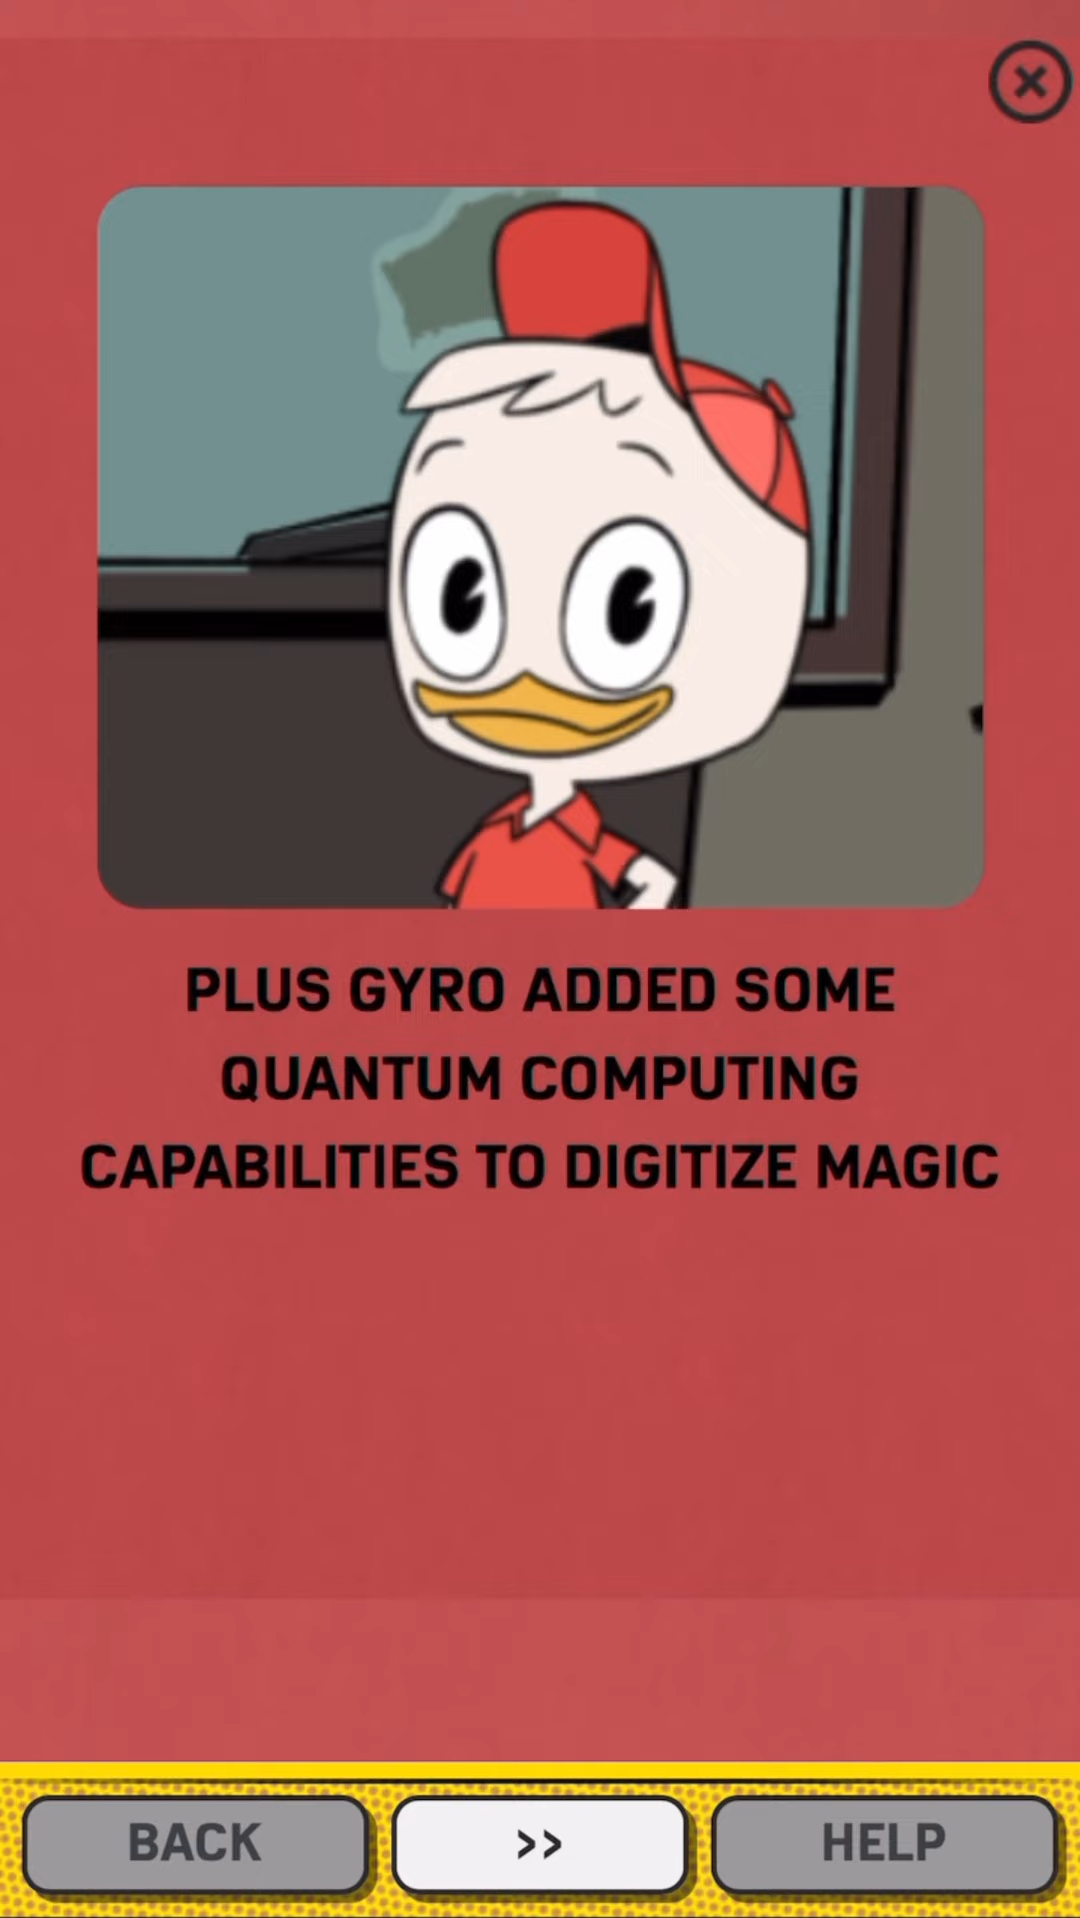 PLUS GYRO ADDED SOME
QUANTUM COMPUTING
CAPABILITIES TO DIGITIZE MAGIC
BACK
>>
HELP